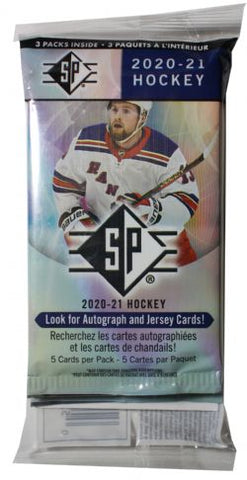 3 PACKS INSIDE - 3 PAQUETS A L'INTÉRIEUR
SP
2020-21
HOCKEY
RAN
SP®
2020-21 HOCKEY
Look for Autograph and Jersey Cards!
Recherchez les cartes autographiées
et les cartes de chandails!
5 Cards per Pack - 5 Cartes par Paquet